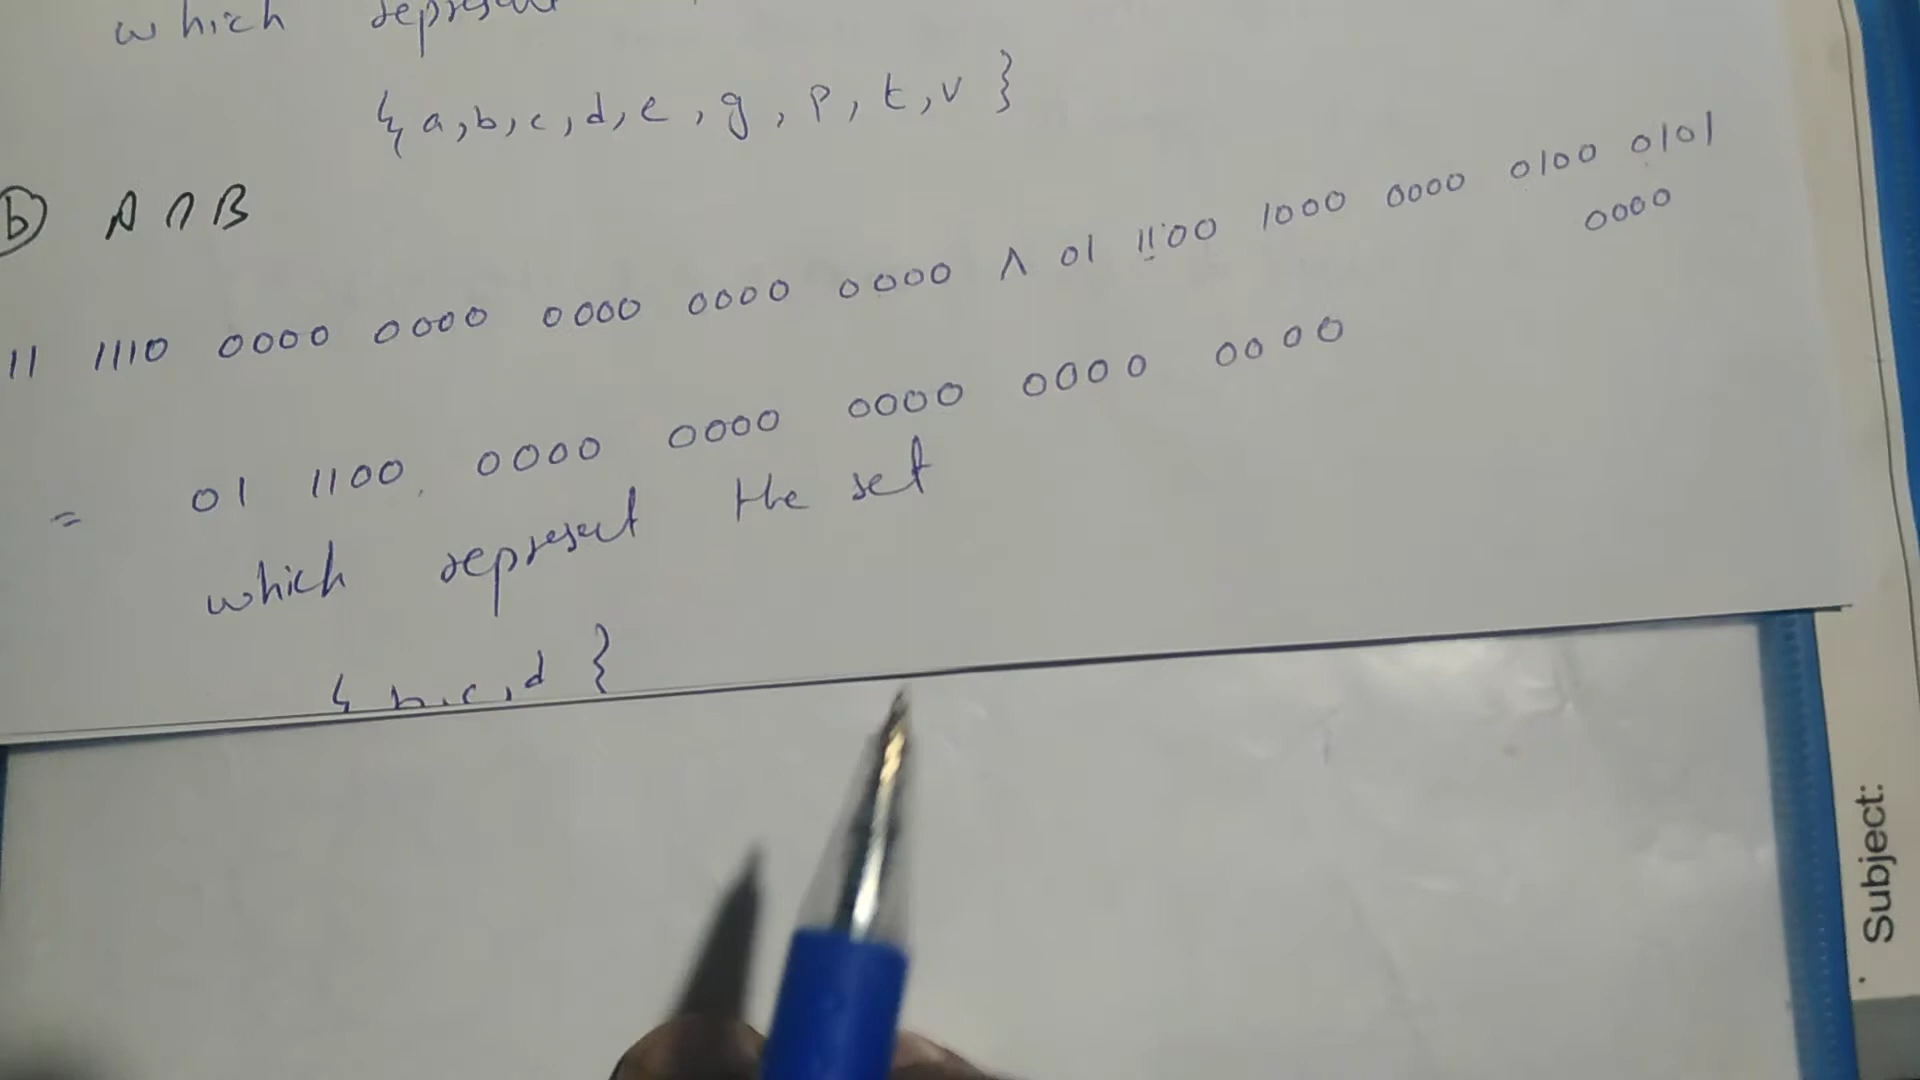 which represent
{ a, b, c, d, e, g, p, t, v }
b) A ∩ B
11 1110 0000 0000 0000 0000 0000 ∧ 01 1100 1000 0000 0100 0101 0000
= 01 1100 0000 0000 0000 0000 0000
which represent the set
{ b, c, d }
Subject: